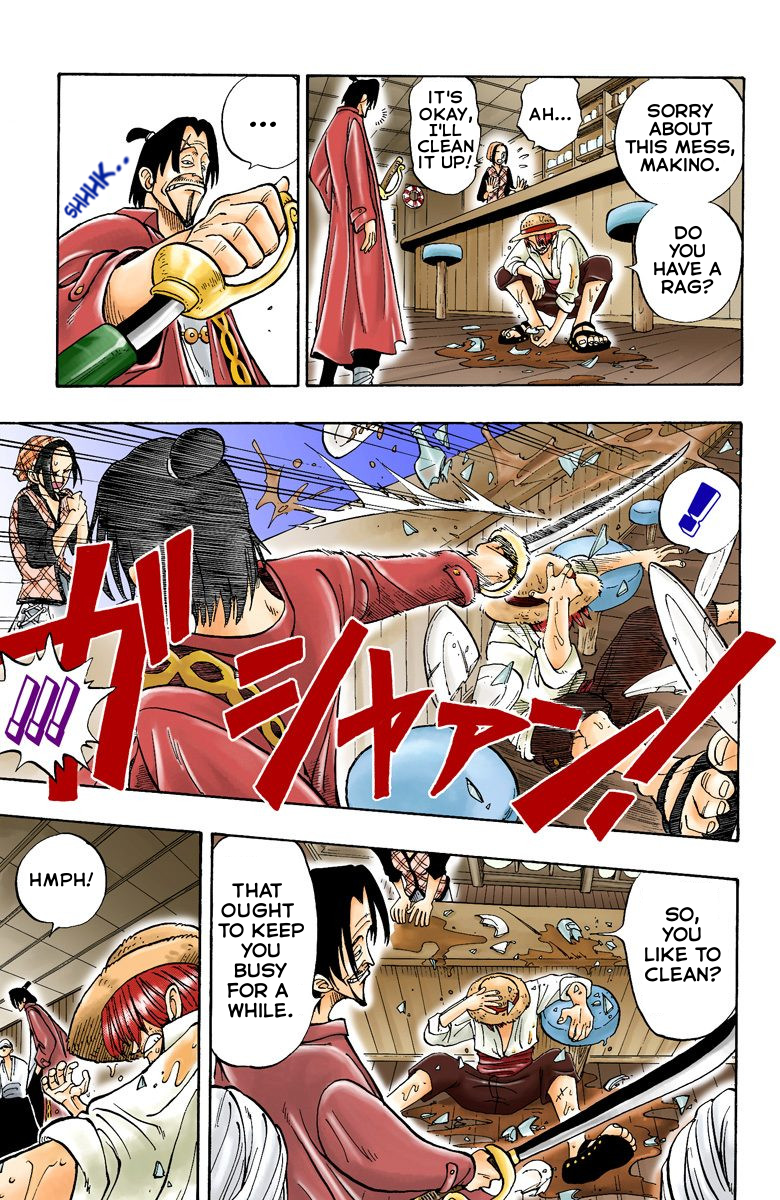 SORRY
ABOUT
THIS MESS,
MAKINO.
DO
YOU
HAVE A
RAG?
AH...
IT'S
OKAY,
I'LL
CLEAN
IT UP!
...
SHHHK..
!
ガシャアン!
!!!
SO,
YOU
LIKE TO
CLEAN?
THAT
OUGHT
TO KEEP
YOU
BUSY
FOR A
WHILE.
HMPH!